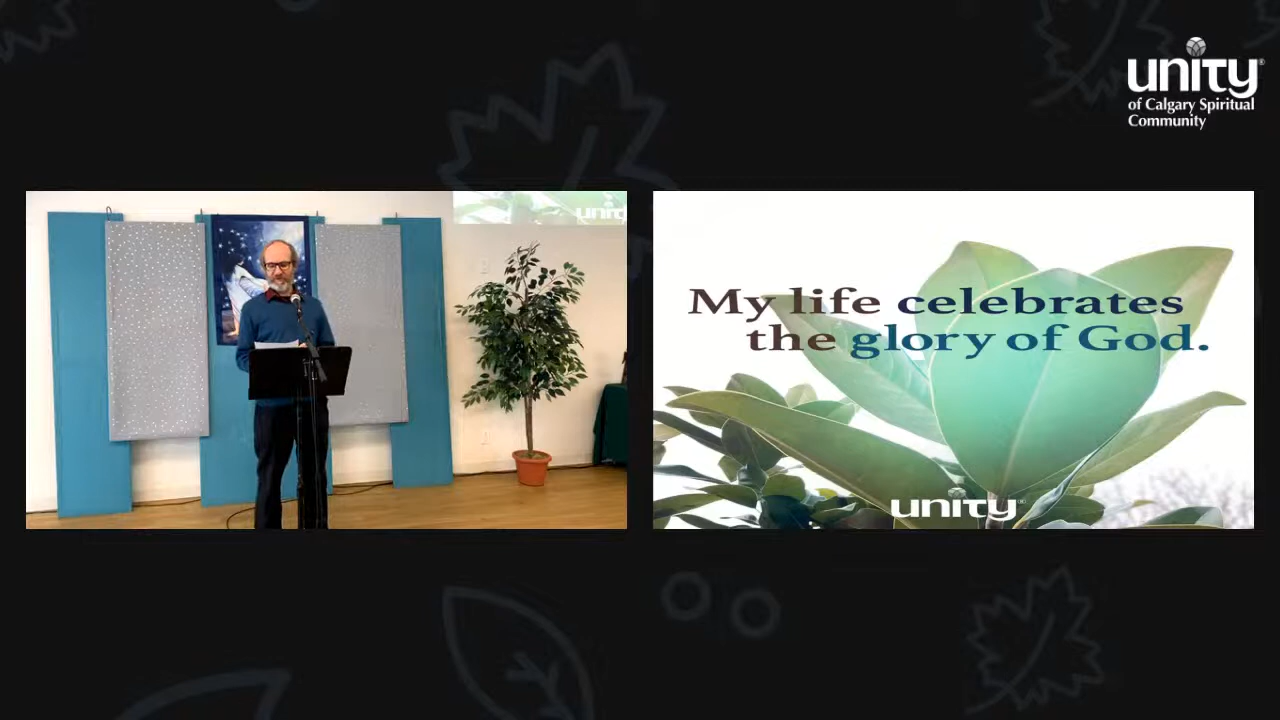 unity®
of Calgary Spiritual
Community
unity
My life celebrates
the glory of God.
unity